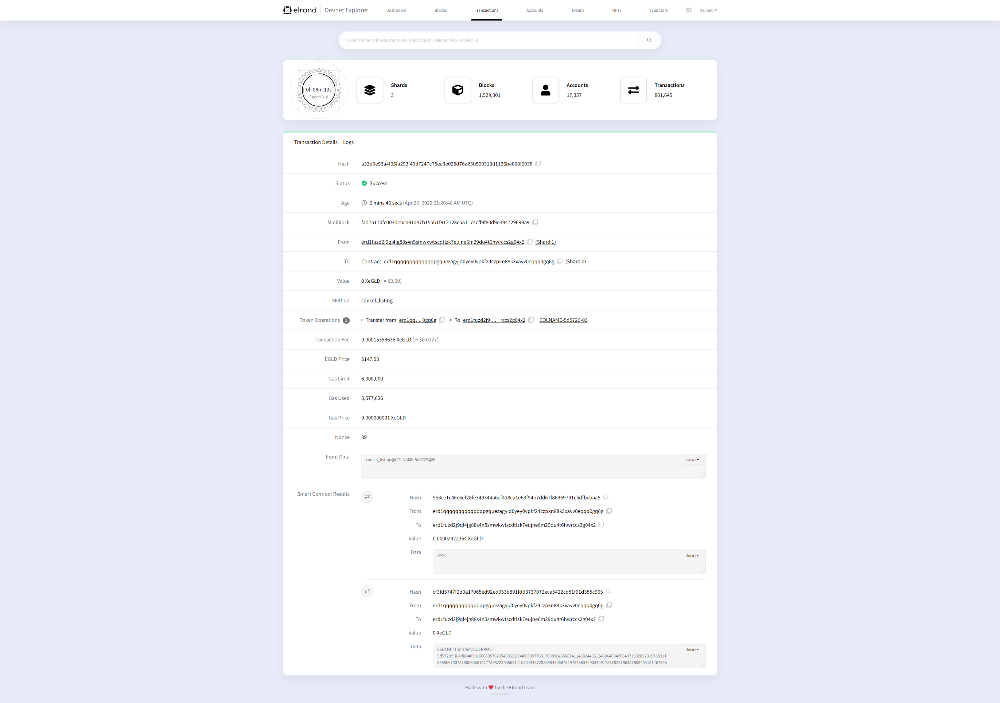 elrond Devnet Explorer Dashboard Blocks Transactions Accounts Tokens NFTs Validators Devnet
Search for an address, transaction/block hash, validator key or token id
0h 08m 13s
Epoch 318
Shards
3
Blocks
1,529,301
Accounts
17,357
Transactions
801,645
Transaction Details Logs
Hash a33d0e53a4f05fa293f49d7247c75ea3e025d76a23b509313d1126be068f6938
Status Success
Age 2 mins 45 secs (Apr 25, 2022 01:20:48 AM UTC)
Miniblock fad7a170fc003debca91a37b155b1f912128c5a1174cff9f80d9e394729699a9
From erd1fuzd2j9ql4jg88s4n5smwkwtscdtlzk7eujne6m29du4t6hwrccs2g04x2 (Shard 1)
To Contract erd1qqqqqqqqqqqqqpgquezagyjd0yey0vpkf24czpkn88k3xayv0eqqq0gq6g (Shard 0)
Value 0 XeGLD ( = $0.00)
Method cancel_listing
Token Operations 1 Transfer from erd1qq... 0gq6g To erd1fuzd2j9 ... rccs2g04x2 COLNAME-5d5729-03
Transaction Fee 0.00015358636 XeGLD ( ≈ $0.0227)
EGLD Price $147.53
Gas Limit 6,000,000
Gas Used 3,577,636
Gas Price 0.000000001 XeGLD
Nonce 89
Input Data cancel_listing@COLNAME-5d5729@ Smart
Smart Contract Results
Hash 558ce1c46c6ef28fe349344a6ef418ca1e69f54b7dd67f86969791c5dfbcbaa5
From erd1qqqqqqqqqqqqqpgquezagyjd0yey0vpkf24czpkn88k3xayv0eqqq0gq6g
To erd1fuzd2j9ql4jg88s4n5smwkwtscdtlzk7eujne6m29du4t6hwrccs2g04x2
Value 0.00002422364 XeGLD
Data @ok Smart
Hash cf3fd5747f2d0a17065ed92ed953b891fdd3737072eca5422cd51f91d355c965
From erd1qqqqqqqqqqqqqpgquezagyjd0yey0vpkf24czpkn88k3xayv0eqqq0gq6g
To erd1fuzd2j9ql4jg88s4n5smwkwtscdtlzk7eujne6m29du4t6hwrccs2g04x2
Value 0 XeGLD
Data ESDTNFTTransfer@COLNAME- Smart
Made with ❤ by the Elrond team